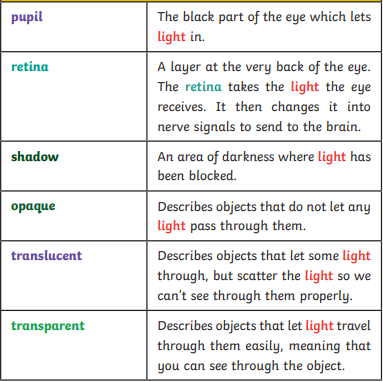 pupil
The black part of the eye which lets
light in.
retina
A layer at the very back of the eye.
The retina takes the light the eye
receives. It then changes it into
nerve signals to send to the brain.
shadow
An area of darkness where light has
been blocked.
opaque
Describes objects that do not let any
light pass through them.
translucent
Describes objects that let some light
through, but scatter the light so we
can't see through them properly.
transparent
Describes objects that let light travel
through them easily, meaning that
you can see through the object.